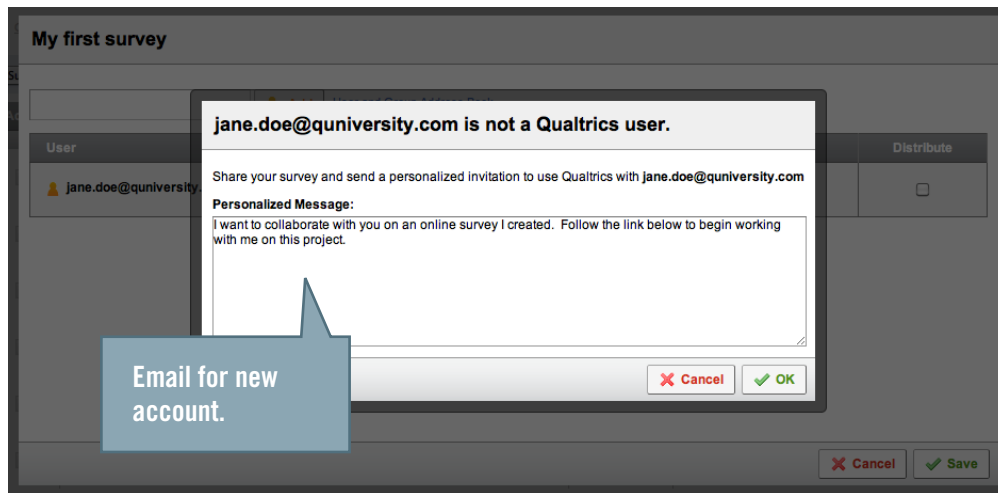 My first survey
jane.doe@quniversity.com is not a Qualtrics user.
User
Distribute
jane.doe@quniversity.
Share your survey and send a personalized invitation to use Qualtrics with jane.doe@quniversity.com
Personalized Message:
I want to collaborate with you on an online survey I created.  Follow the link below to begin working
with me on this project.
Email for new
account.
Cancel
OK
Cancel
Save